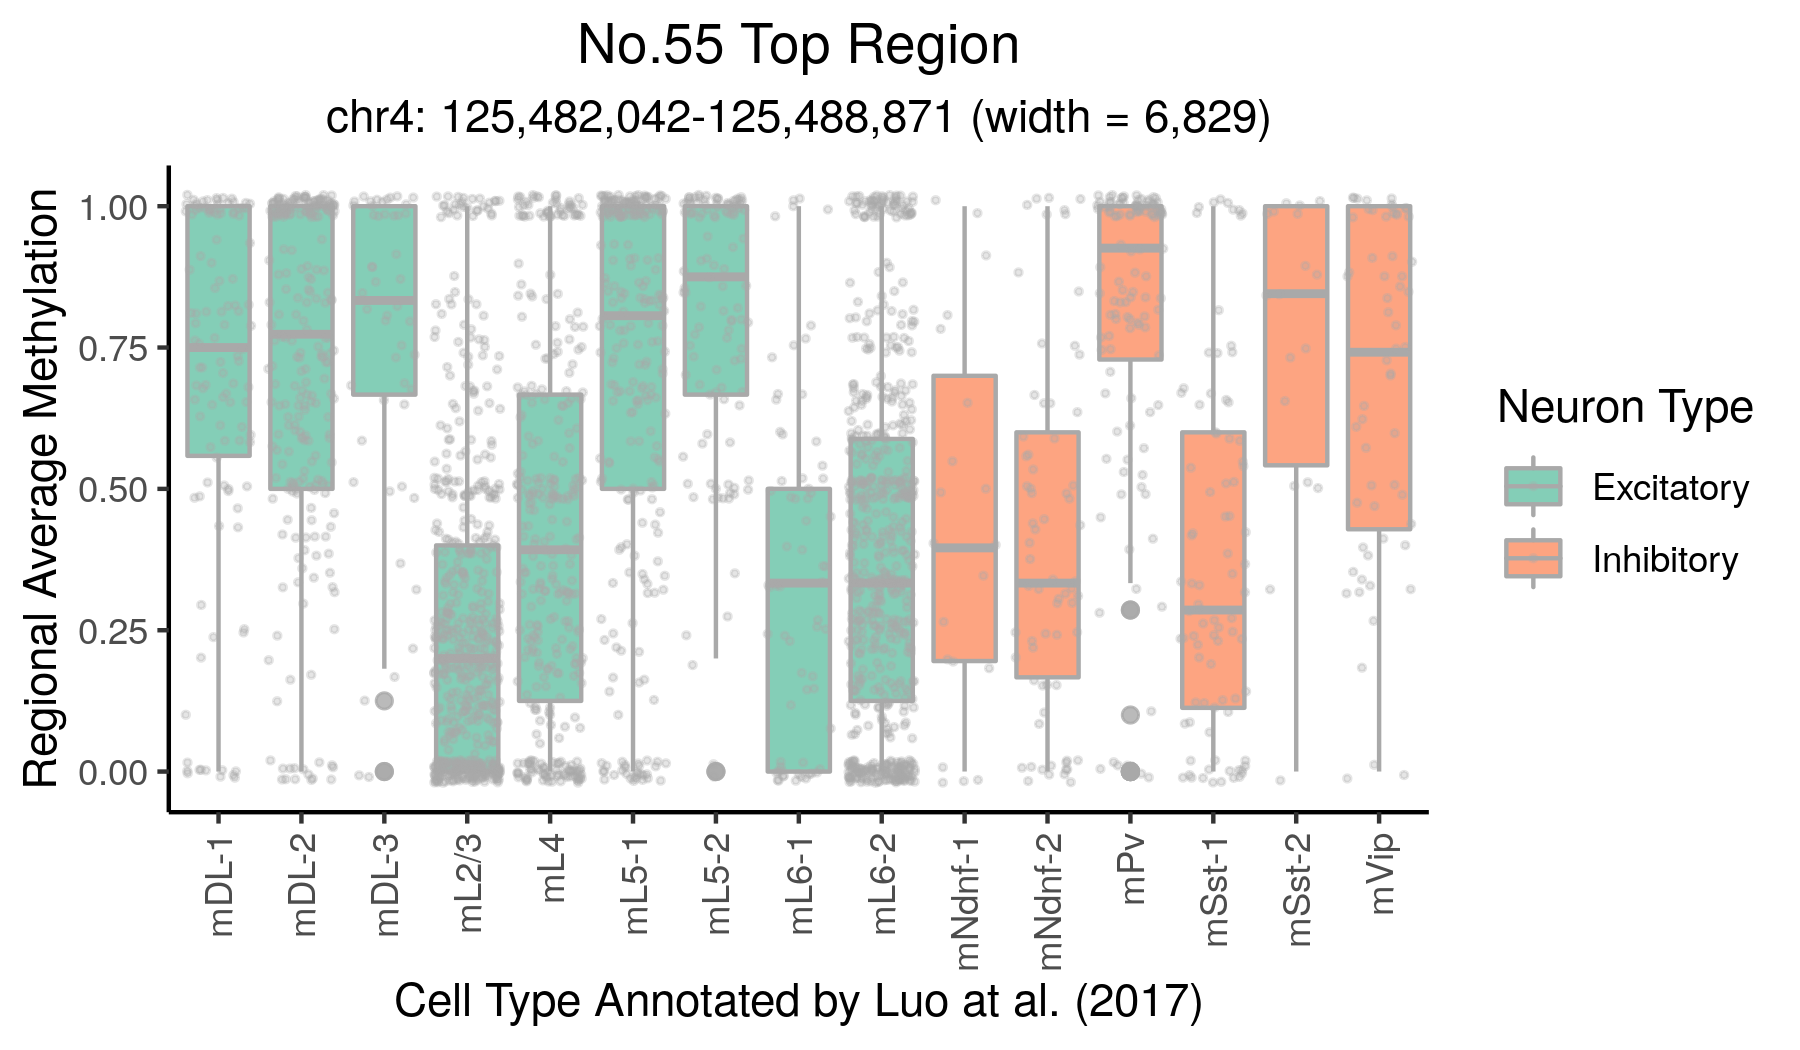 No.55 Top Region
chr4: 125,482,042-125,488,871 (width = 6,829)
Regional Average Methylation
1.00
0.75
0.50
0.25
0.00
mDL-1
mDL-2
mDL-3
mL2/3
mL4
mL5-1
mL5-2
mL6-1
mL6-2
mNdnf-1
mNdnf-2
mPv
mSst-1
mSst-2
mVip
Cell Type Annotated by Luo at al. (2017)
Neuron Type
Excitatory
Inhibitory